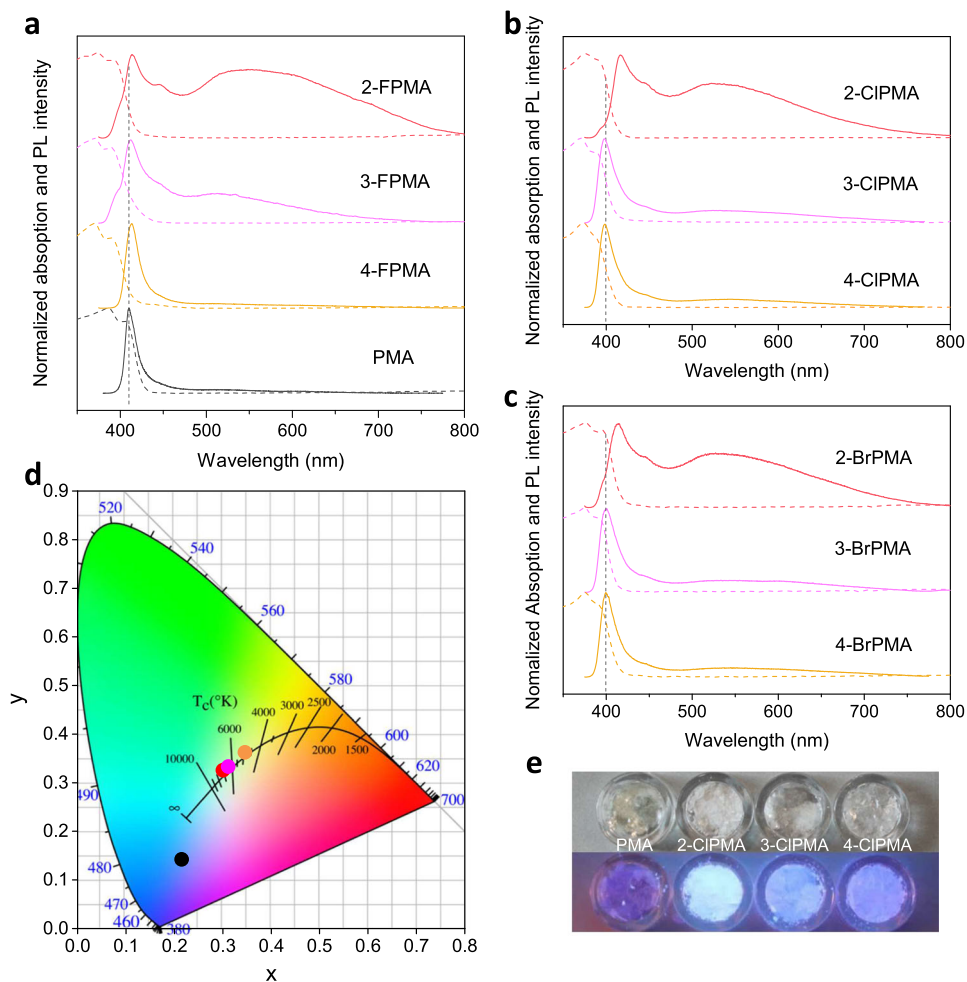 a
Normalized absoption and PL intensity
2-FPMA
3-FPMA
4-FPMA
PMA
400 500 600 700 800
Wavelength (nm)
b
Normalized absorption and PL intensity
2-ClPMA
3-ClPMA
4-ClPMA
400 500 600 700 800
Wavelength (nm)
c
Nomalized Absoption and PL intensity
2-BrPMA
3-BrPMA
4-BrPMA
400 500 600 700 800
Wavelength (nm)
d
y
0.9
0.8
0.7
0.6
0.5
0.4
0.3
0.2
0.1
0.0
520
540
560
580
600
620
700
490
480
470
460
380
Tc(°K)
∞
10000
6000
4000
3000
2500
2000
1500
0.0 0.1 0.2 0.3 0.4 0.5 0.6 0.7 0.8
x
e
PMA 2-ClPMA 3-ClPMA 4-ClPMA